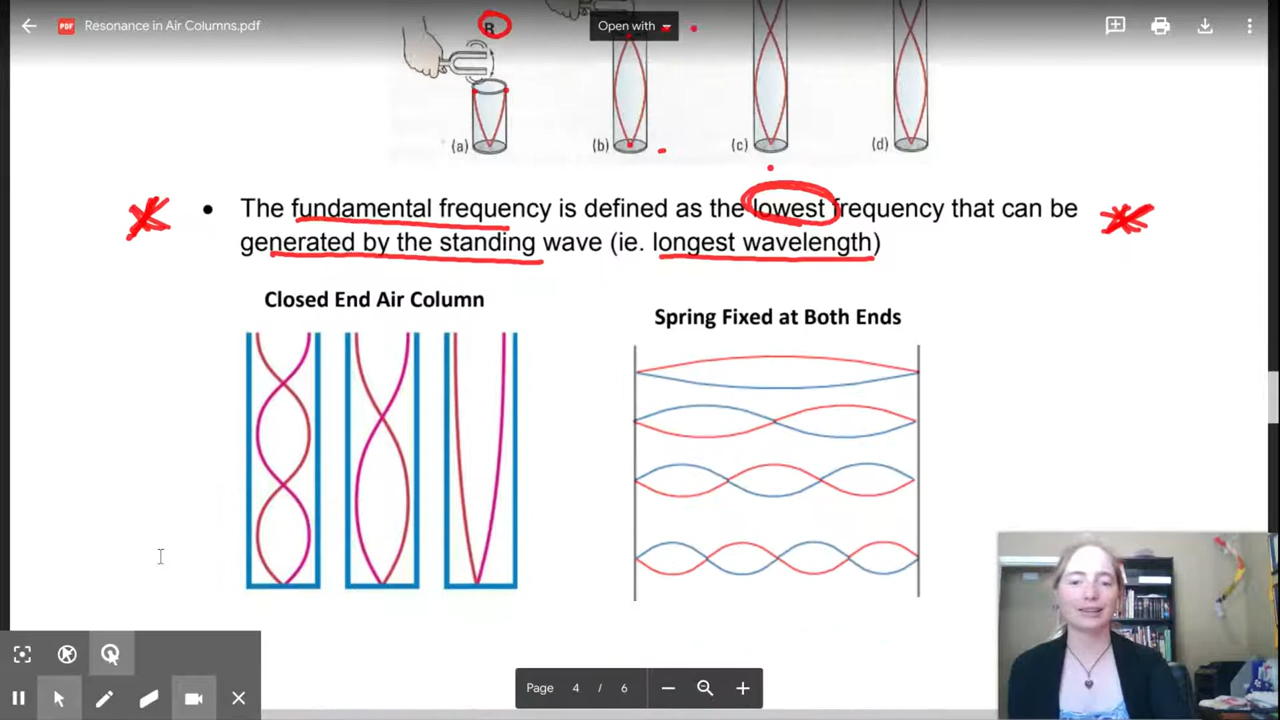 Resonance in Air Columns.pdf
Open with
(a)
(b)
(c)
(d)
The fundamental frequency is defined as the lowest frequency that can be
generated by the standing wave (ie. longest wavelength)
Closed End Air Column
Spring Fixed at Both Ends
Page 4 / 6